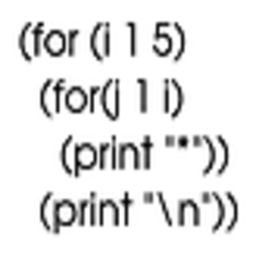 (for (i 1 5)
(for(j 1 i)
(print "*"))
(print "\n"))